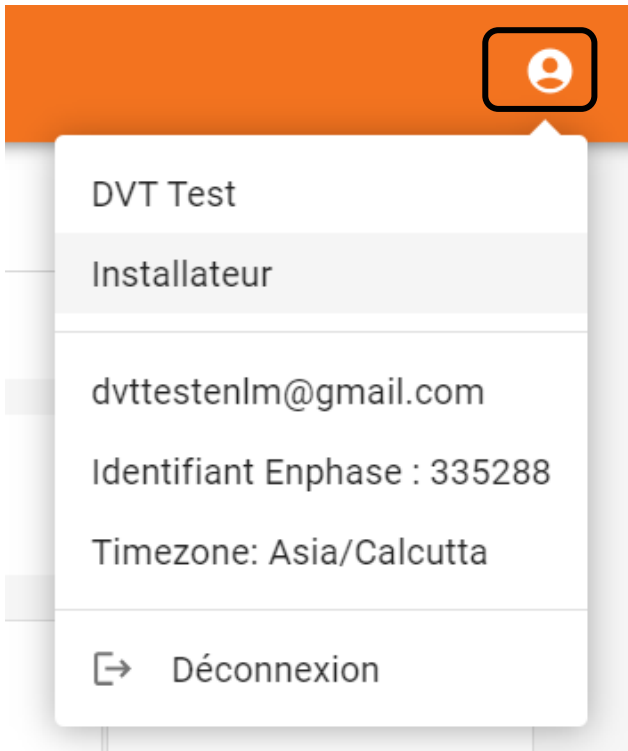 DVT Test
Installateur
dvttestenlm@gmail.com
Identifiant Enphase : 335288
Timezone: Asia/Calcutta
Déconnexion